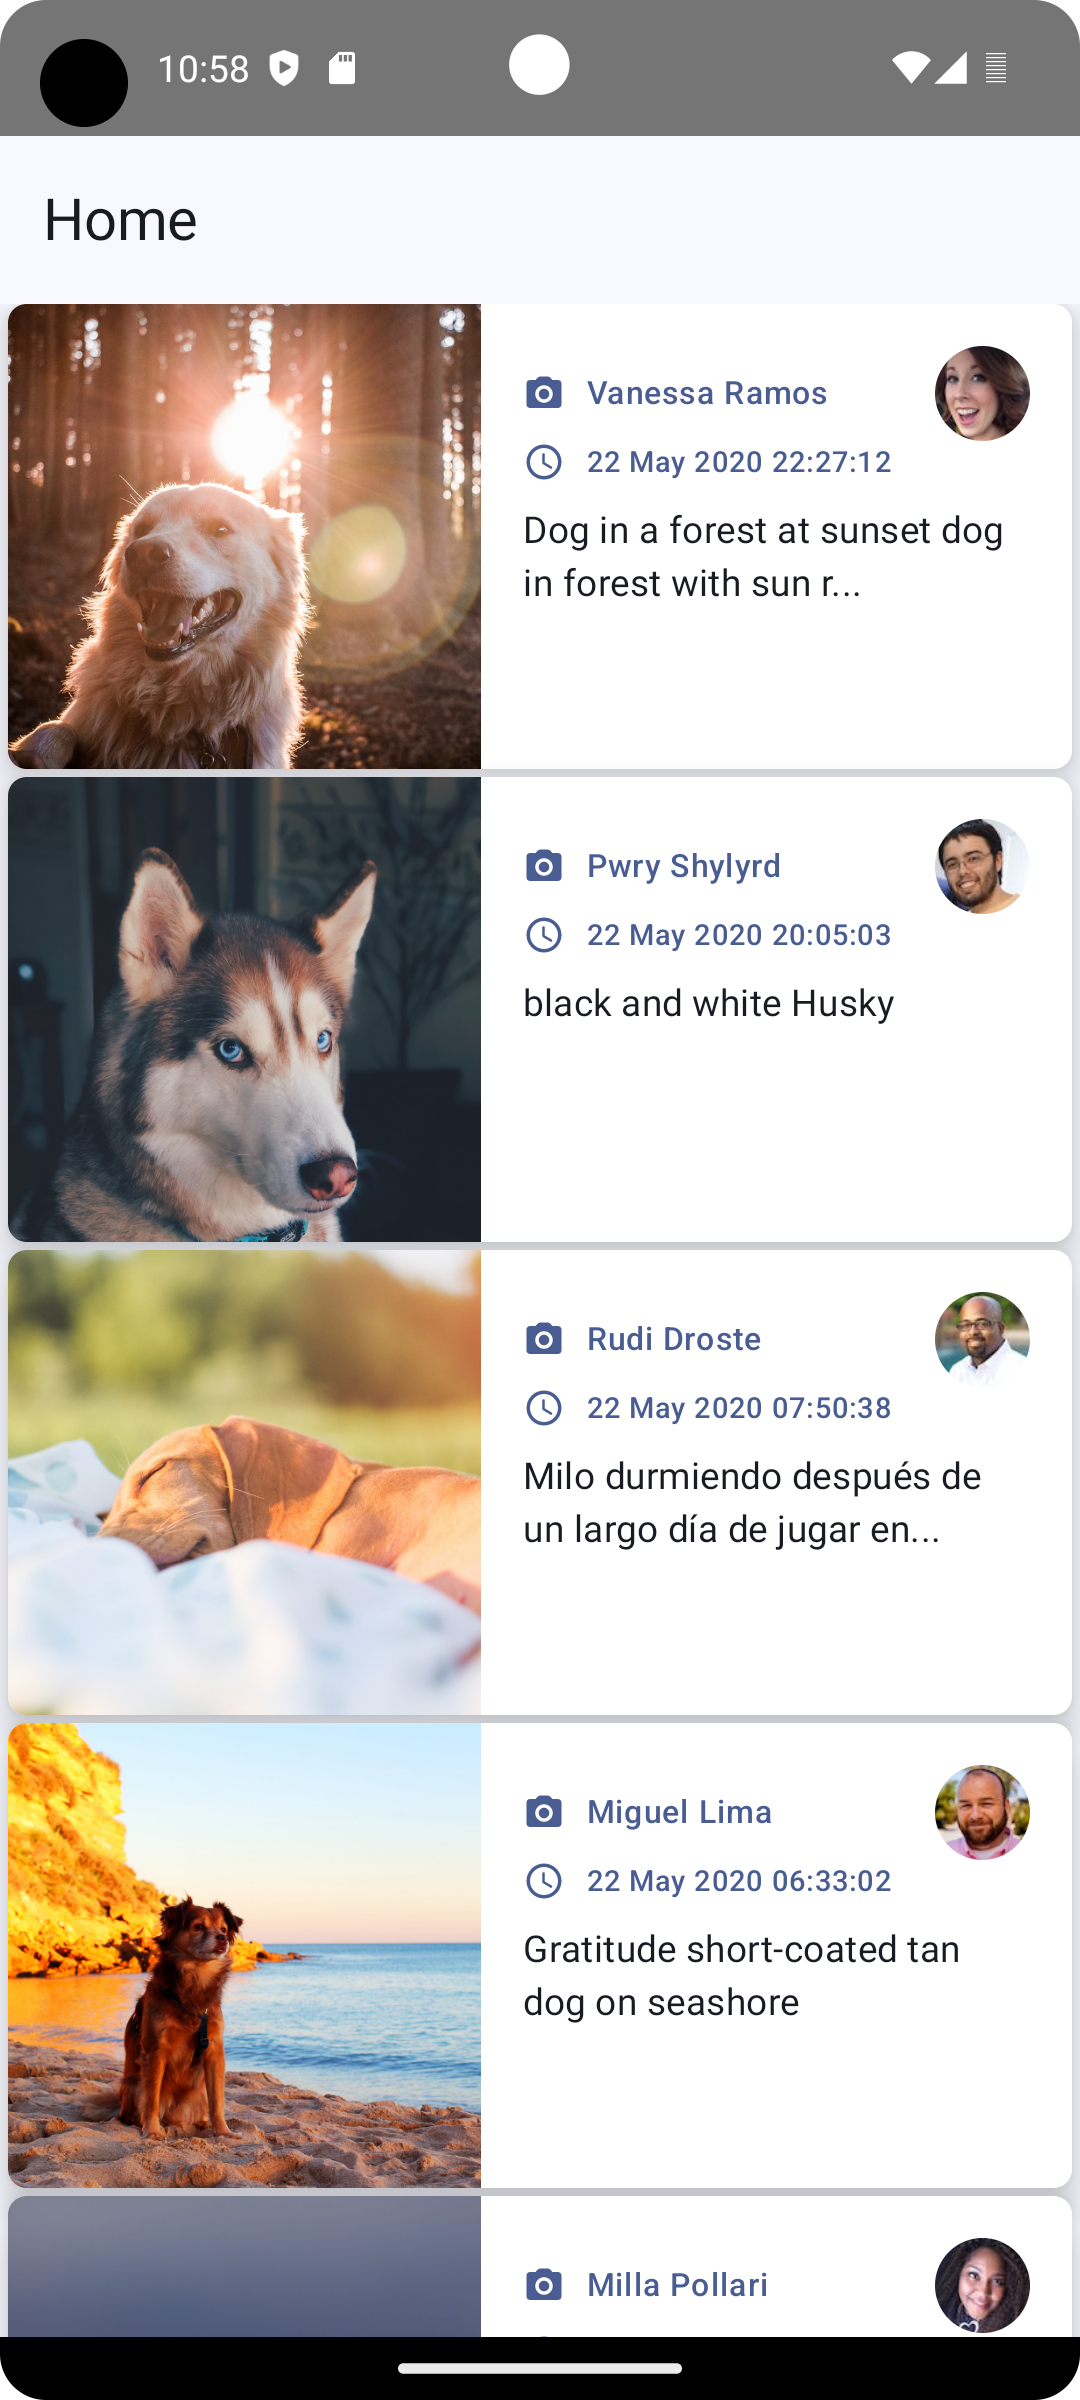 10:58
Home
Vanessa Ramos
22 May 2020 22:27:12
Dog in a forest at sunset dog
in forest with sun r...
Pwry Shylyrd
22 May 2020 20:05:03
black and white Husky
Rudi Droste
22 May 2020 07:50:38
Milo durmiendo después de
un largo día de jugar en...
Miguel Lima
22 May 2020 06:33:02
Gratitude short-coated tan
dog on seashore
Milla Pollari